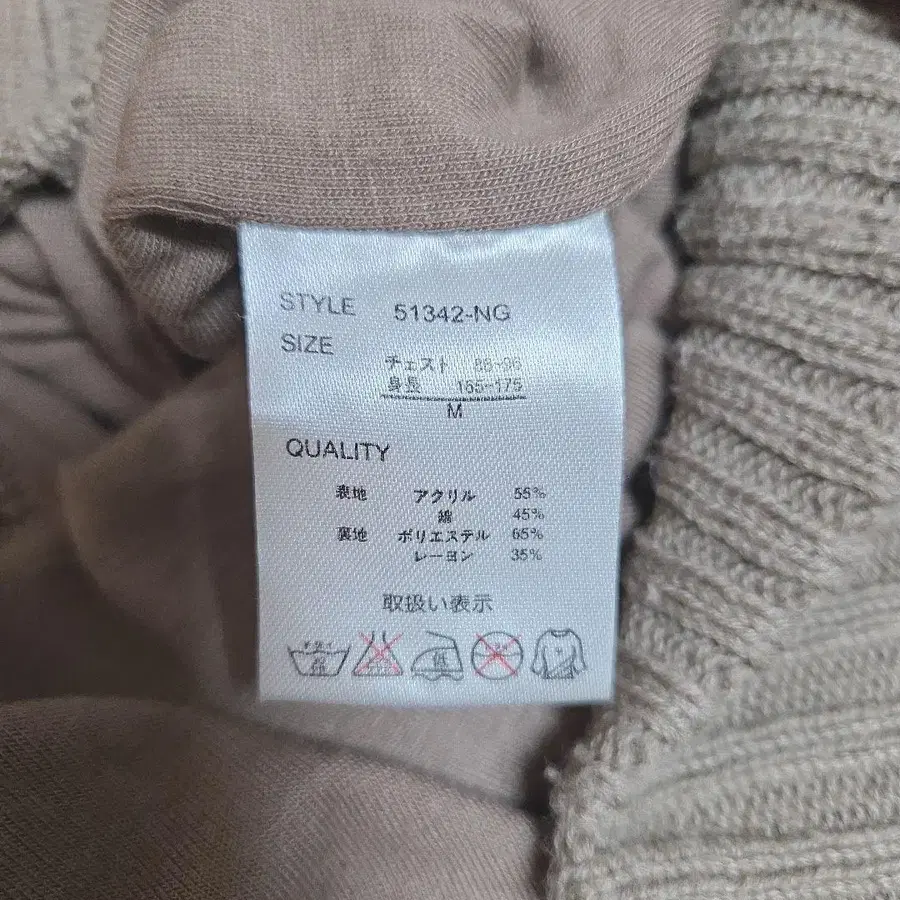 STYLE 51342-NG
SIZE
チェスト 88-96
身長 165-175
M
QUALITY
表地 アクリル 55%
綿 45%
裏地 ポリエステル 65%
レーヨン 35%
取扱い表示
低